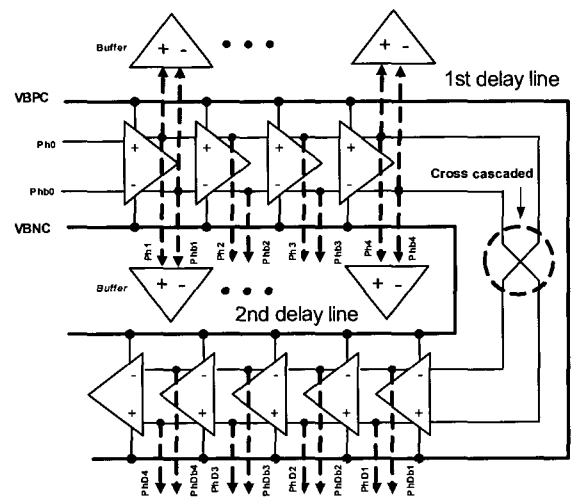 Buffer
+ -
+ -
1st delay line
VBPC
Ph0
+ + + +
Cross cascaded
Phb0
- - - -
VBNC
Ph1 Phb1 Ph2 Phb2 Ph3 Phb3 Ph4 Phb4
Buffer
+ -
+ -
2nd delay line
- - - - -
+ + + + +
PhD4 PhDb4 PhD3 PhDb3 PhD2 PhDb2 PhD1 PhDb1